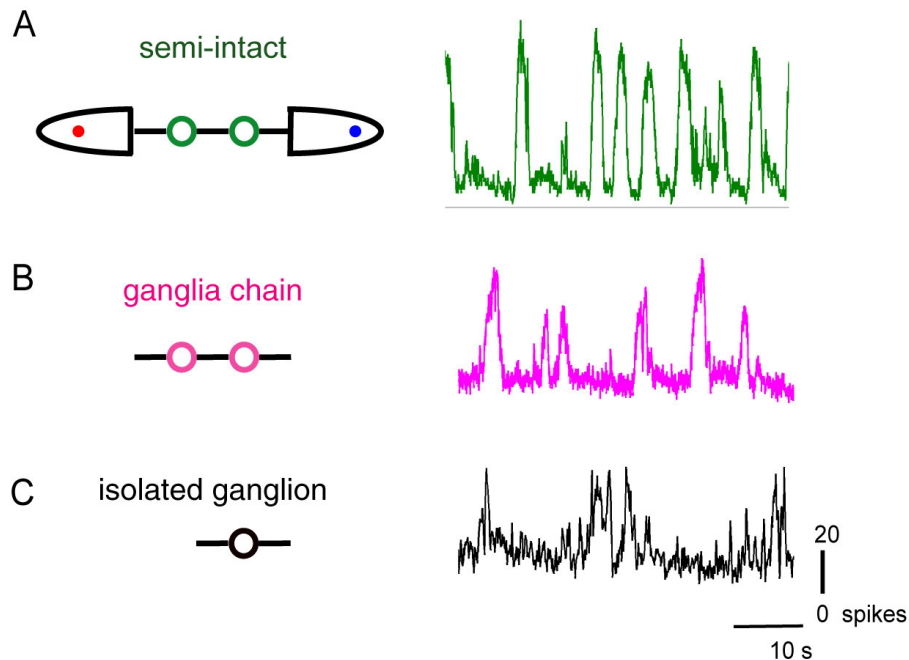 A
semi-intact
B
ganglia chain
C
isolated ganglion
20
0 spikes
10 s